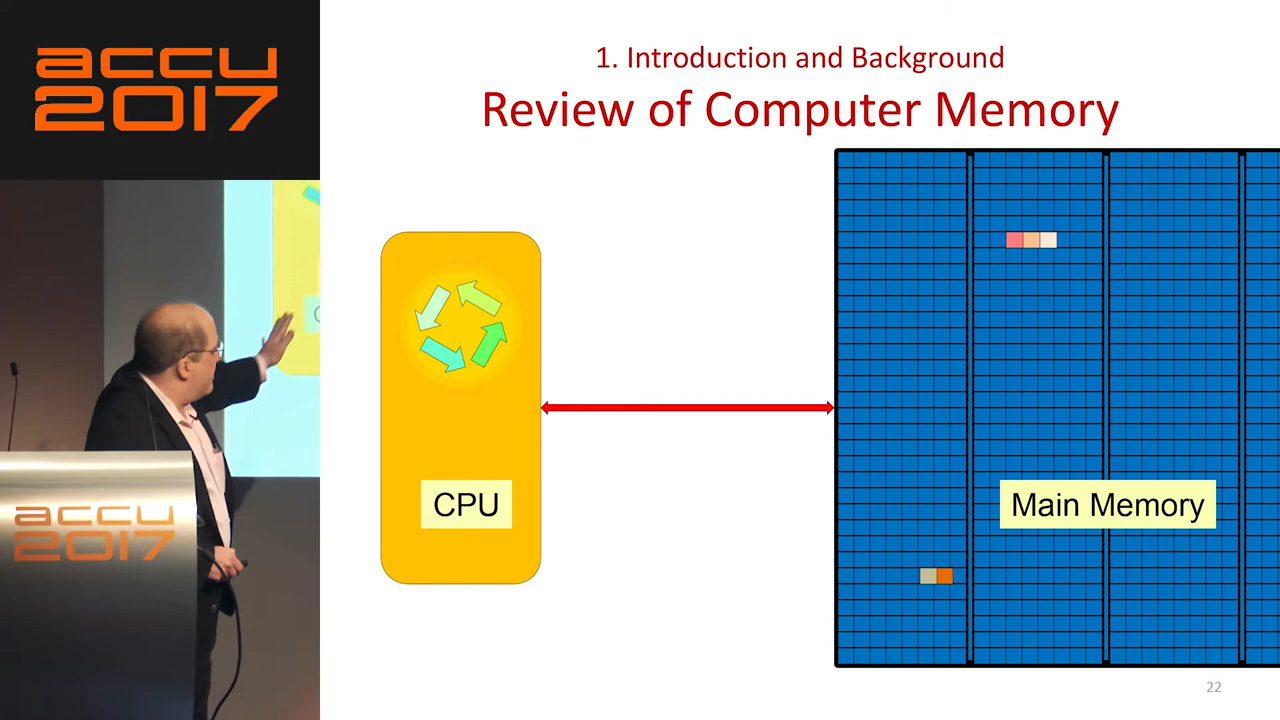 accu
2017
1. Introduction and Background
Review of Computer Memory
CPU
Main Memory
accu
2017
22